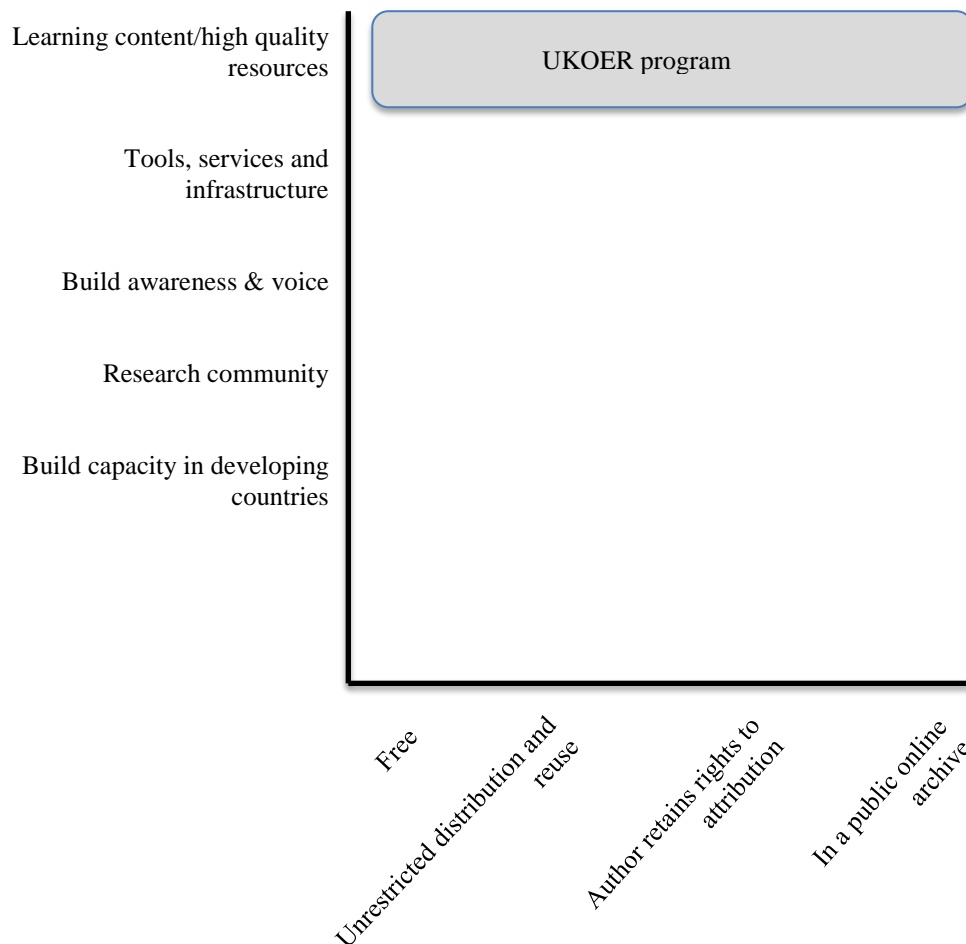 Learning content/high quality
resources
UKOER program
Tools, services and
infrastructure
Build awareness & voice
Research community
Build capacity in developing
countries
Free
Unrestricted distribution and
reuse
Author retains rights to
attribution
In a public online
archive